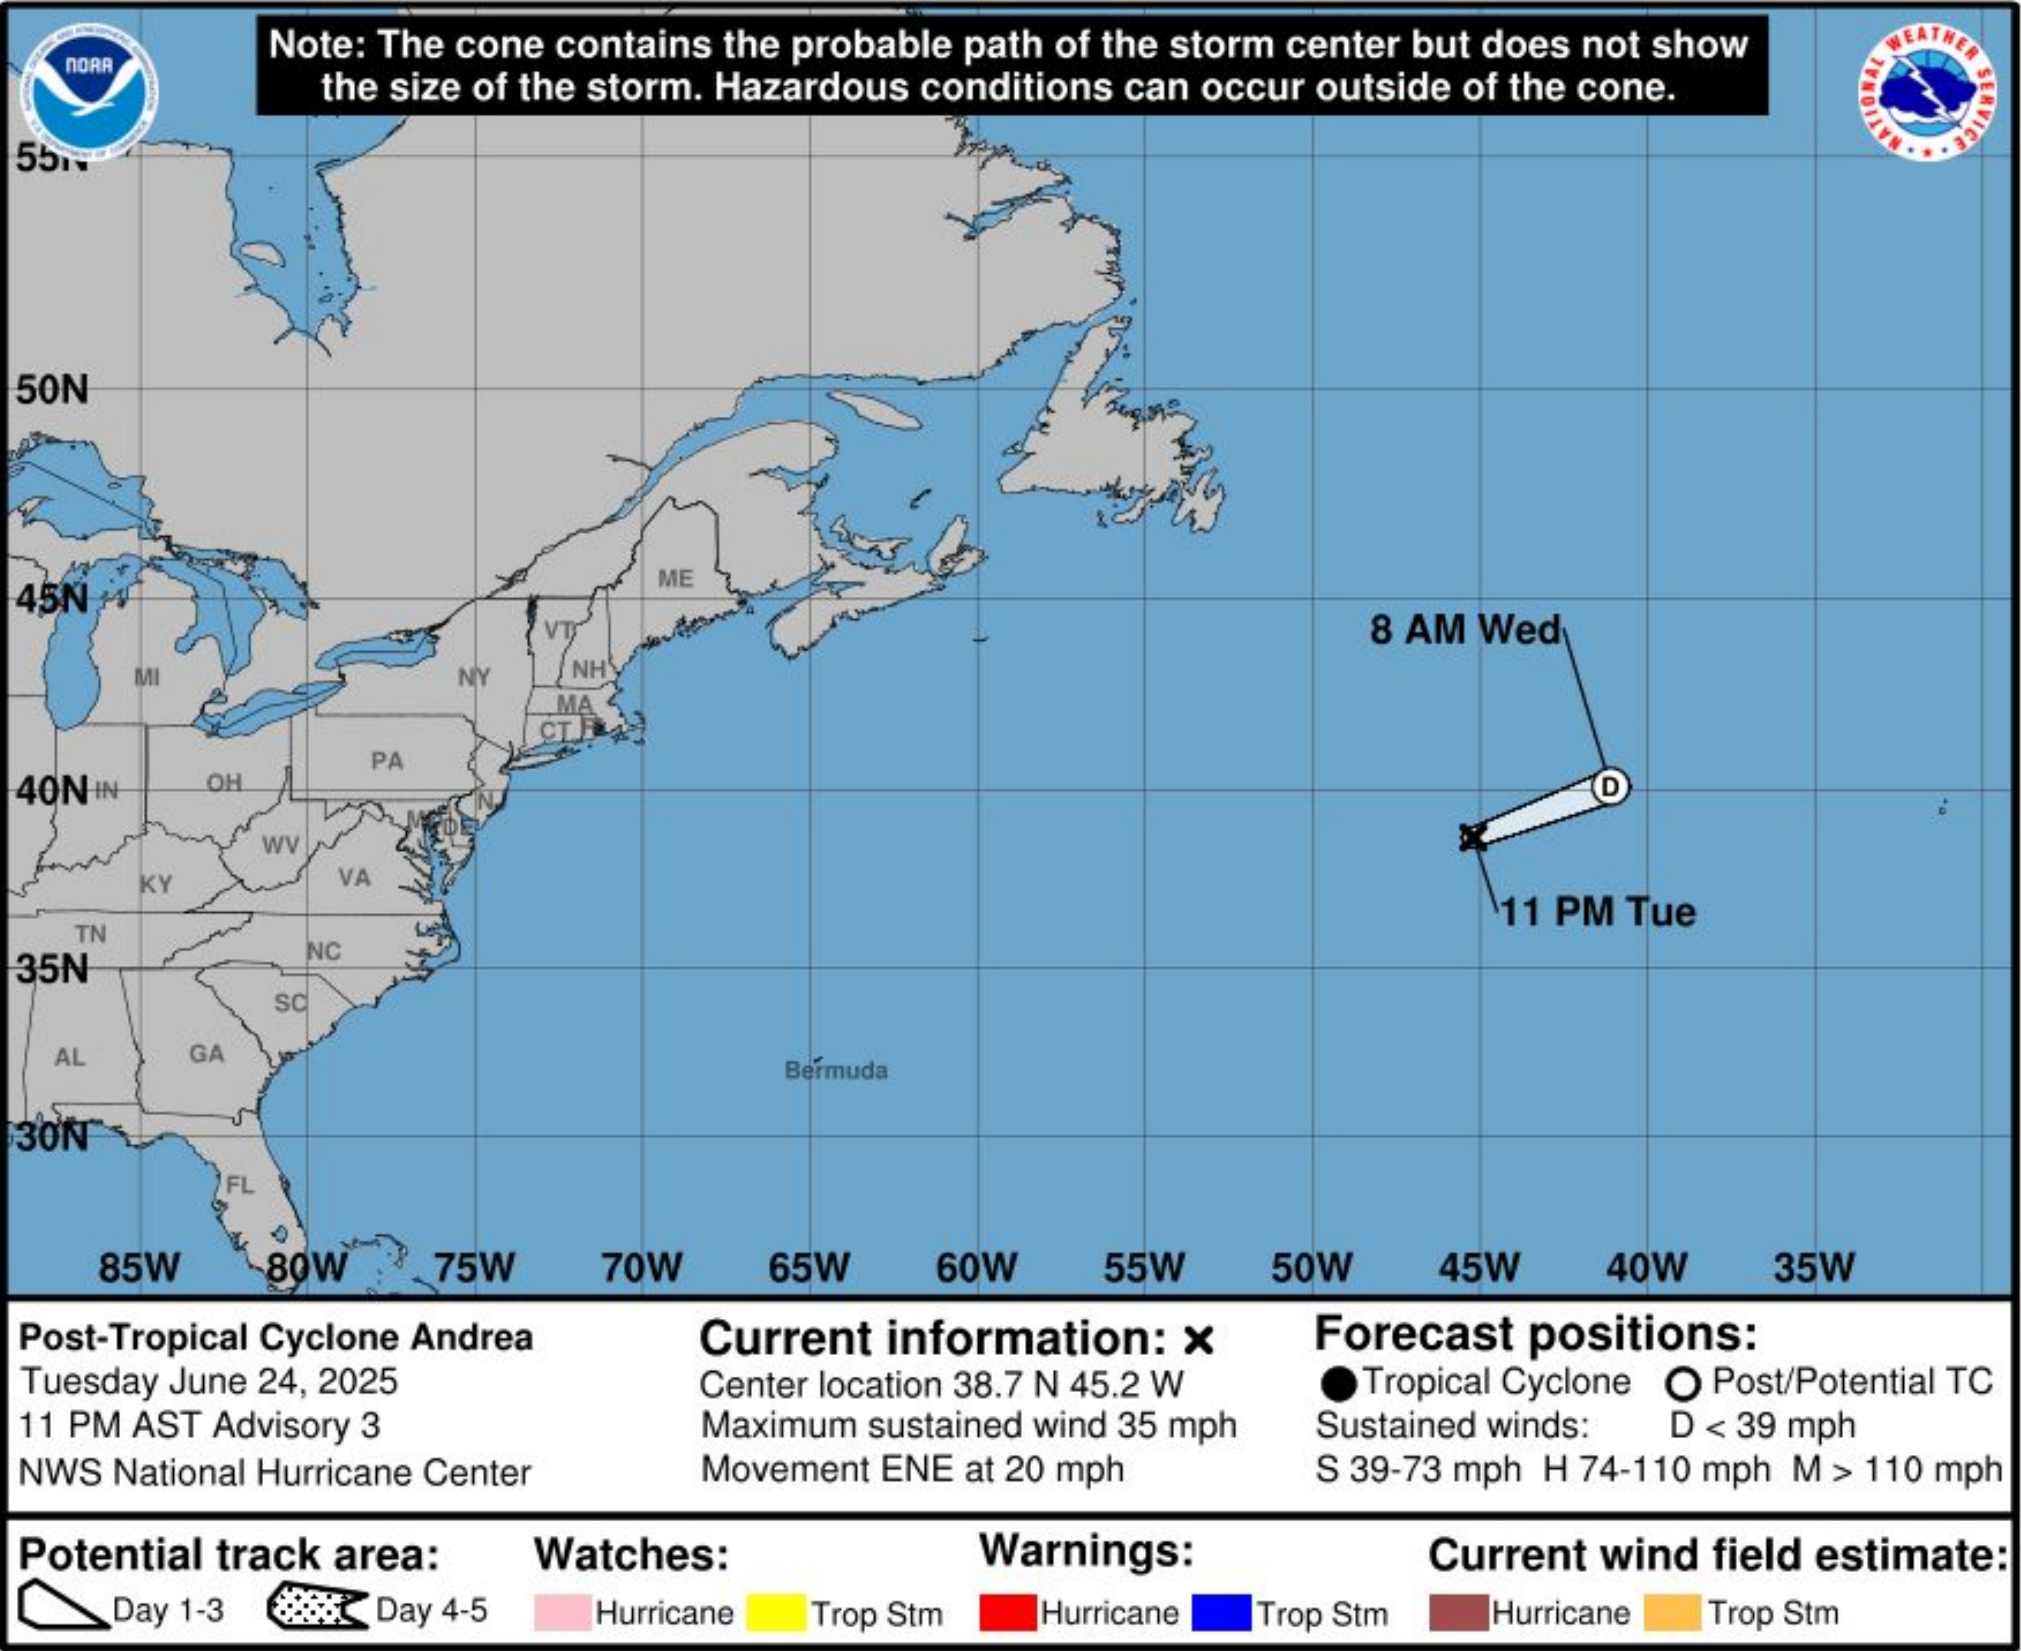 Note: The cone contains the probable path of the storm center but does not show
the size of the storm. Hazardous conditions can occur outside of the cone.
NOAA
NATIONAL WEATHER SERVICE
55N
50N
45N
40N
35N
30N
ME
VT
NH
MI
NY
MA
CT
PA
OH
IN
DE
WV
VA
KY
TN
NC
SC
AL
GA
FL
Bermuda
8 AM Wed
D
11 PM Tue
85W 80W 75W 70W 65W 60W 55W 50W 45W 40W 35W
Post-Tropical Cyclone Andrea
Tuesday June 24, 2025
11 PM AST Advisory 3
NWS National Hurricane Center
Current information: ×
Center location 38.7 N 45.2 W
Maximum sustained wind 35 mph
Movement ENE at 20 mph
Forecast positions:
Tropical Cyclone Post/Potential TC
Sustained winds: D < 39 mph
S 39-73 mph H 74-110 mph M > 110 mph
Potential track area:
Day 1-3 Day 4-5
Watches:
Hurricane Trop Stm
Warnings:
Hurricane Trop Stm
Current wind field estimate:
Hurricane Trop Stm